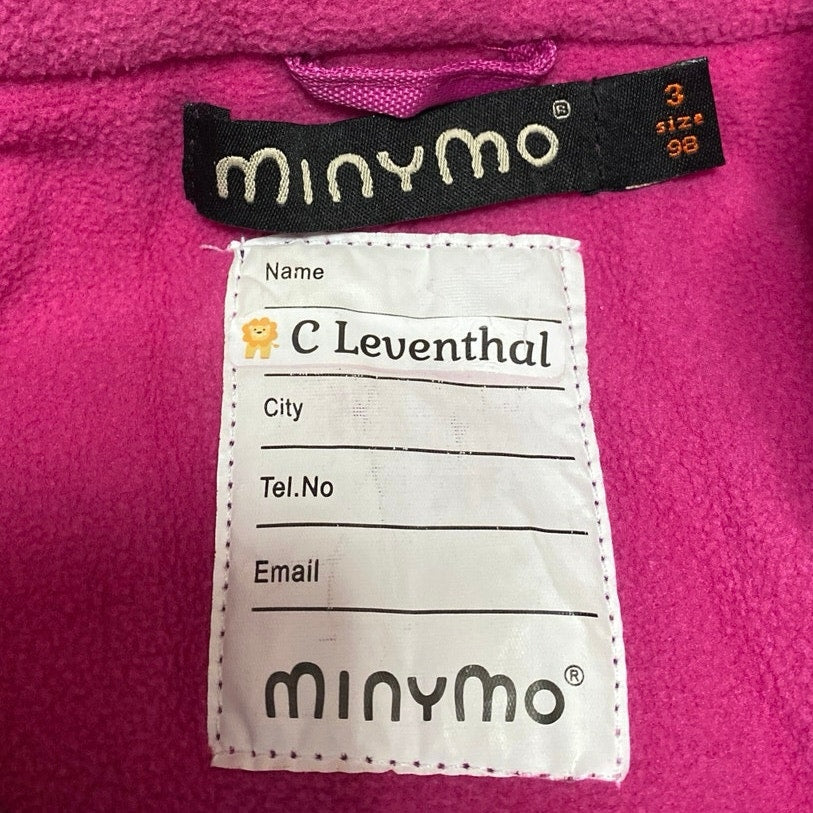 minymo®
3
size
98
Name
C Leventhal
City
Tel.No
Email
minymo®